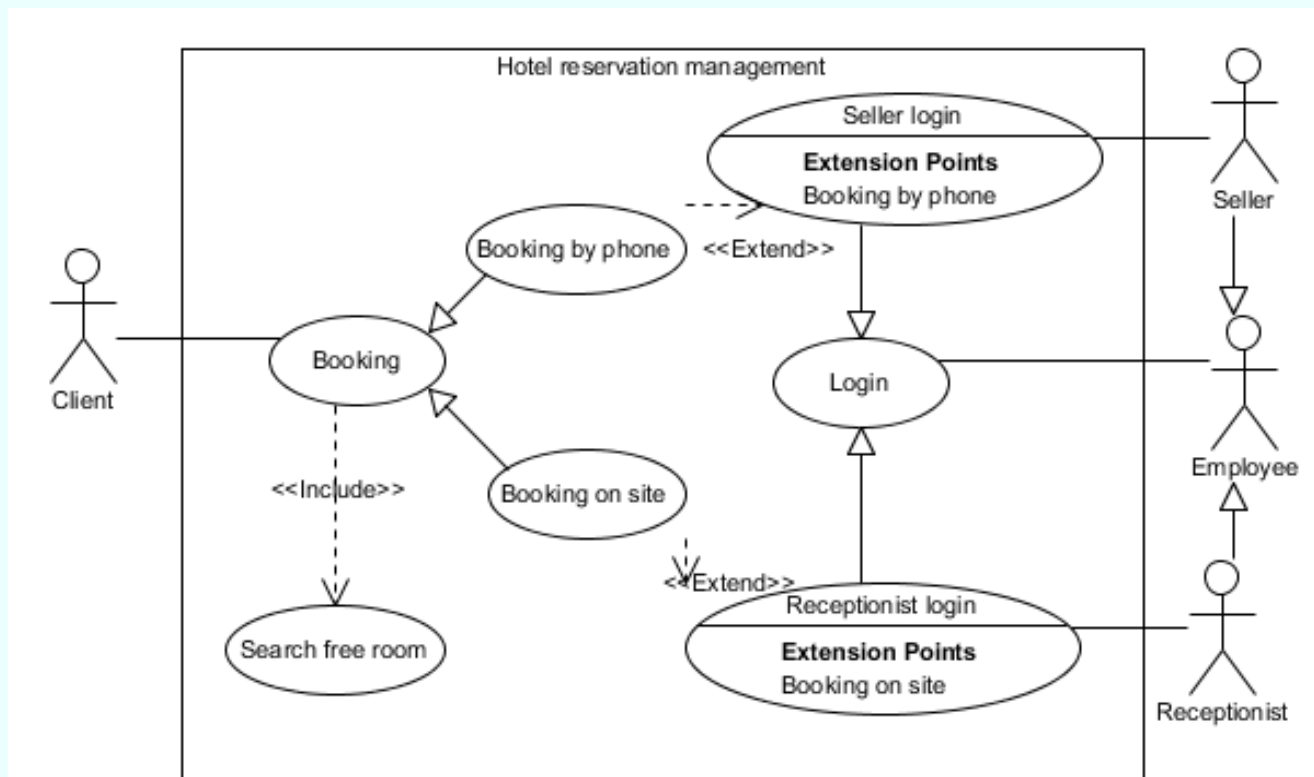 Hotel reservation management
Seller login
Extension Points
Booking by phone
Seller
Booking by phone
<<Extend>>
Booking
Login
Client
Employee
<<Include>>
Booking on site
<<Extend>>
Receptionist login
Search free room
Extension Points
Booking on site
Receptionist